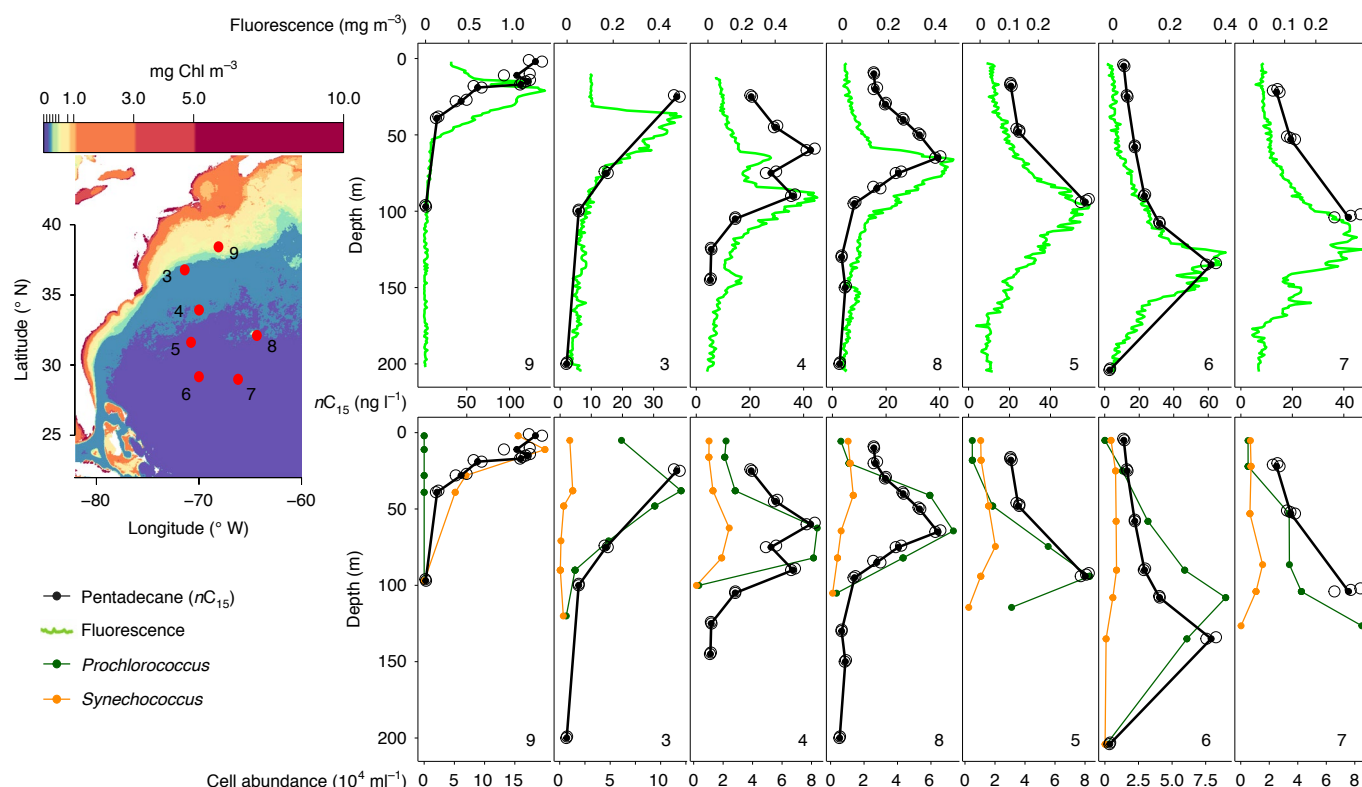 Fluorescence (mg m⁻³)
0 0.5 1.0
0 0.2 0.4
0 0.2 0.4
0 0.2 0.4
0 0.1 0.2
0 0.2 0.4
0 0.1 0.2
mg Chl m⁻³
0 1.0 3.0 5.0 10.0
Latitude (° N)
40
35
30
25
−80 −70 −60
Longitude (° W)
9
3
4
5
8
6
7
Pentadecane (nC₁₅)
Fluorescence
Prochlorococcus
Synechococcus
Depth (m)
0
50
100
150
200
9 3 4 8 5 6 7
nC₁₅ (ng l⁻¹)
50 100
0 10 20 30
0 20 40
0 20 40
20 40 60
0 20 40 60
20 40
Depth (m)
0
50
100
150
200
9 3 4 8 5 6 7
Cell abundance (10⁴ ml⁻¹)
0 5 10 15
0 5 10
0 2 4 6 8
0 2 4 6
0 2 4 6 8
0 2.5 5.0 7.5
0 2 4 6 8